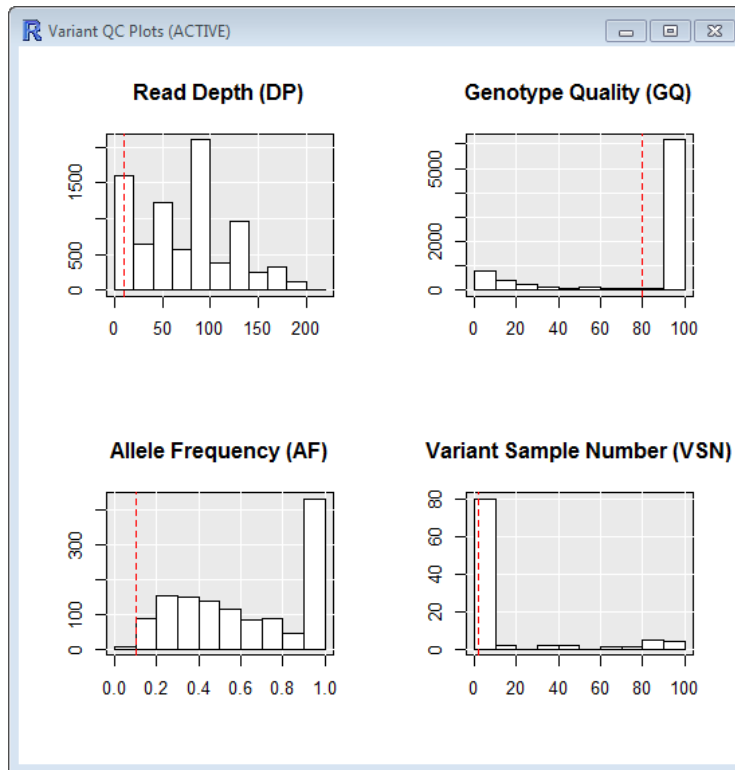 Variant QC Plots (ACTIVE)
Read Depth (DP)
1500
500
0
0 50 100 150 200
Genotype Quality (GQ)
5000
2000
0
0 20 40 60 80 100
Allele Frequency (AF)
300
100
0
0.0 0.2 0.4 0.6 0.8 1.0
Variant Sample Number (VSN)
80
60
40
20
0
0 20 40 60 80 100